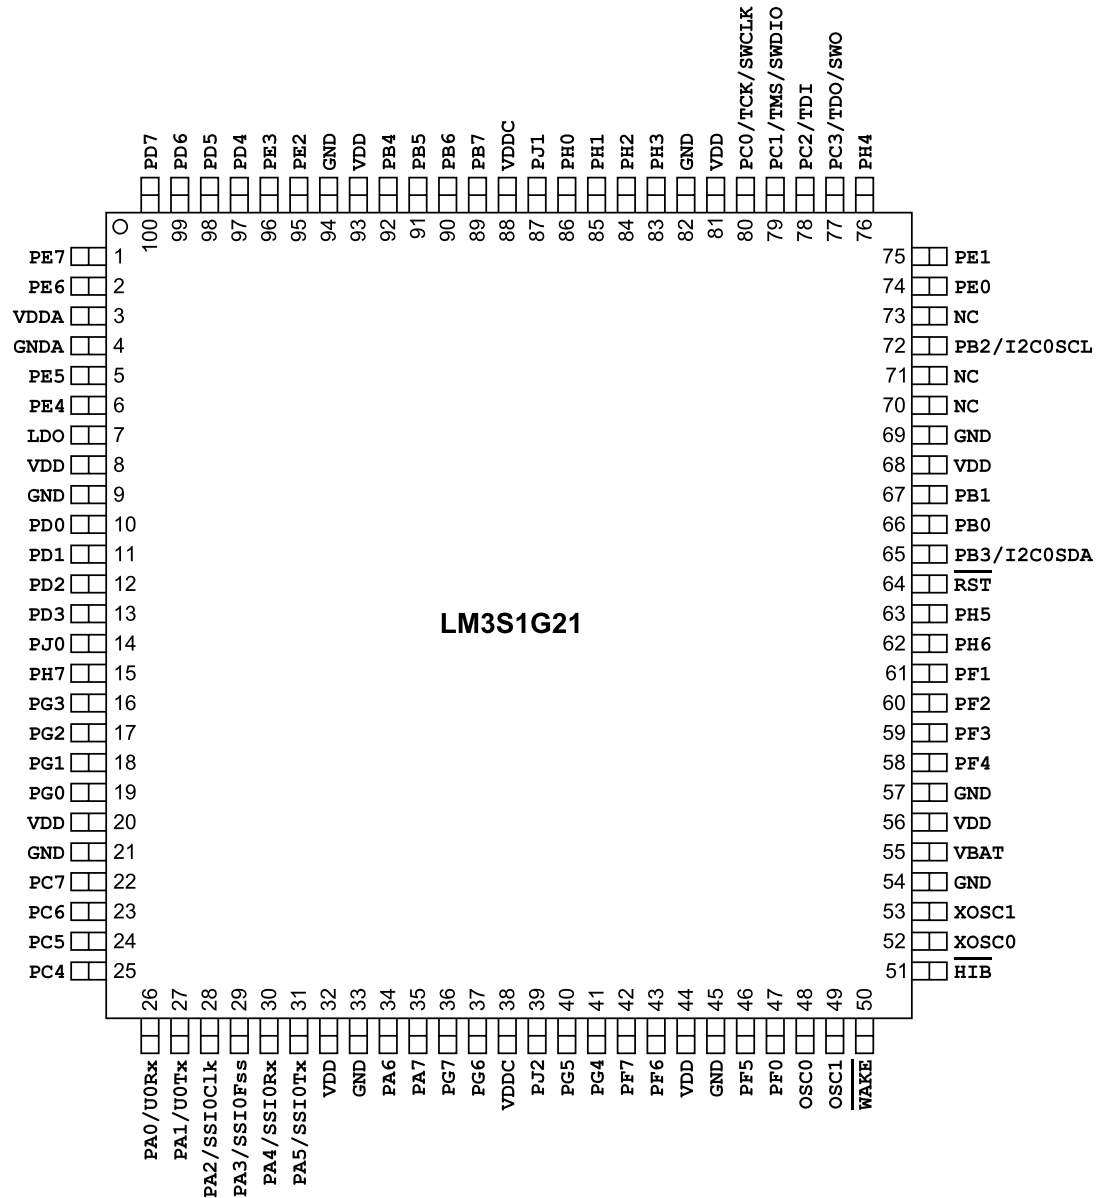 PC0/TCK/SWCLK
PC1/TMS/SWDIO
PC2/TDI
PC3/TDO/SWO
PD7 PD6 PD5 PD4 PE3 PE2 GND VDD PB4 PB5 PB6 PB7 VDDC PJ1 PH0 PH1 PH2 PH3 GND VDD PH4
100 99 98 97 96 95 94 93 92 91 90 89 88 87 86 85 84 83 82 81 80 79 78 77 76
PE7 1 75 PE1
PE6 2 74 PE0
VDDA 3 73 NC
GNDA 4 72 PB2/I2C0SCL
PE5 5 71 NC
PE4 6 70 NC
LDO 7 69 GND
VDD 8 68 VDD
GND 9 67 PB1
PD0 10 66 PB0
PD1 11 65 PB3/I2C0SDA
PD2 12 64 RST
PD3 13 63 PH5
LM3S1G21
PJ0 14 62 PH6
PH7 15 61 PF1
PG3 16 60 PF2
PG2 17 59 PF3
PG1 18 58 PF4
PG0 19 57 GND
VDD 20 56 VDD
GND 21 55 VBAT
PC7 22 54 GND
PC6 23 53 XOSC1
PC5 24 52 XOSC0
PC4 25 51 HIB
26 27 28 29 30 31 32 33 34 35 36 37 38 39 40 41 42 43 44 45 46 47 48 49 50
PA0/U0Rx PA1/U0Tx PA2/SSI0Clk PA3/SSI0Fss PA4/SSI0Rx PA5/SSI0Tx VDD GND PA6 PA7 PG7 PG6 VDDC PJ2 PG5 PG4 PF7 PF6 VDD GND PF5 PF0 OSC0 OSC1 WAKE